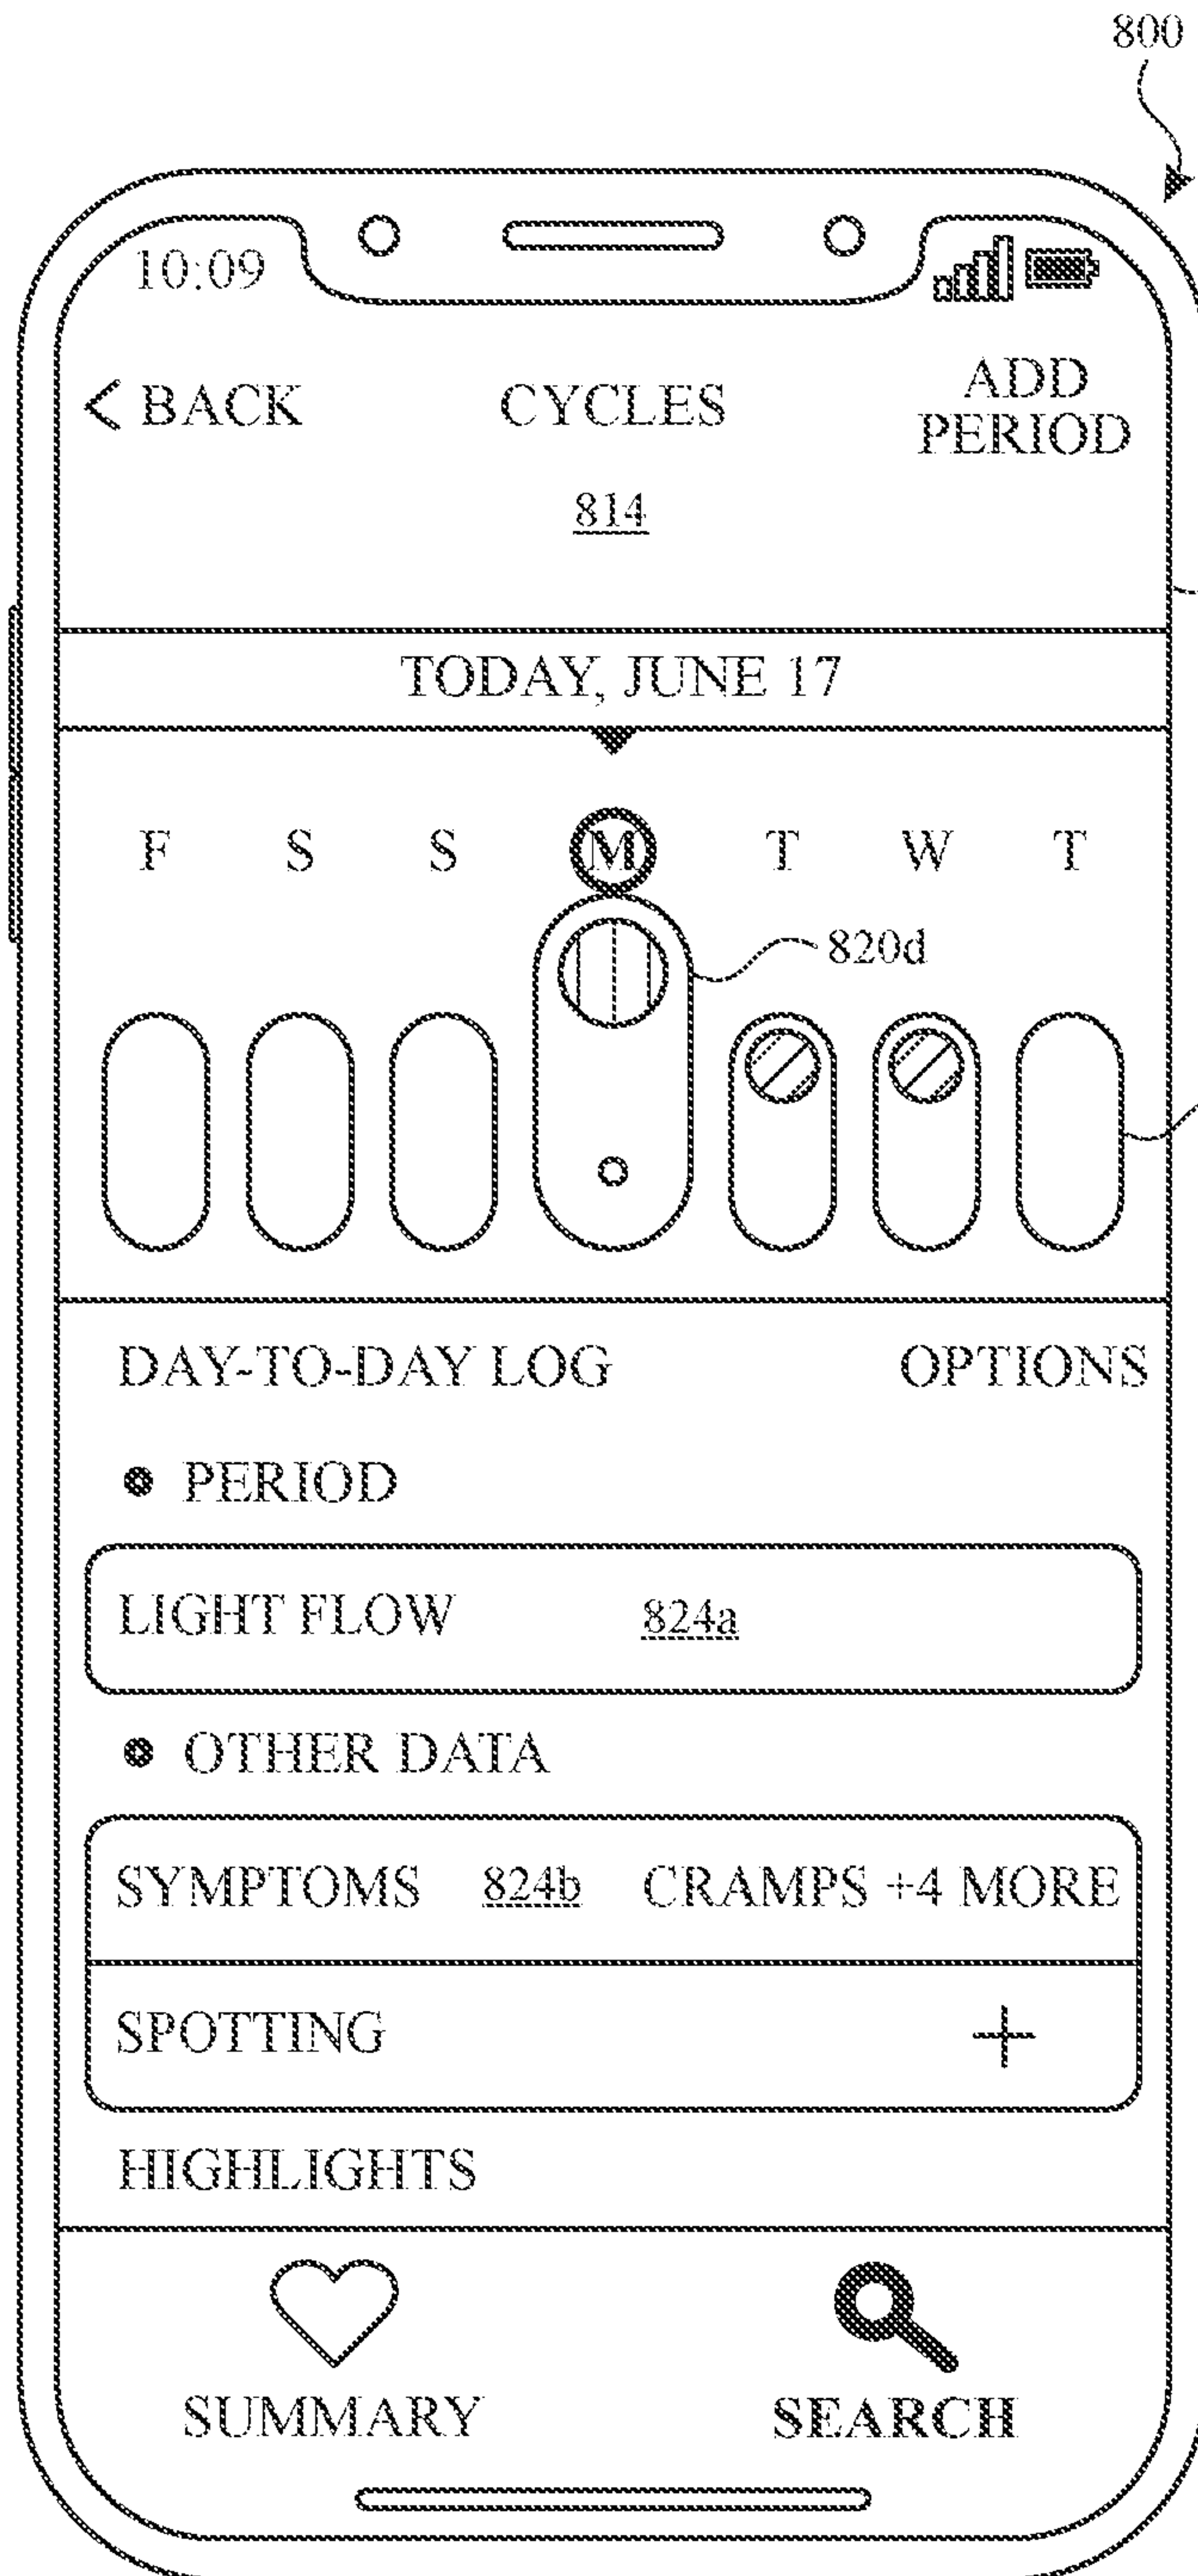 800
10:09
< BACK CYCLES ADD PERIOD
814
TODAY, JUNE 17
F S S M T W T
820d
DAY-TO-DAY LOG OPTIONS
PERIOD
LIGHT FLOW 824a
OTHER DATA
SYMPTOMS 824b CRAMPS +4 MORE
SPOTTING +
HIGHLIGHTS
SUMMARY SEARCH